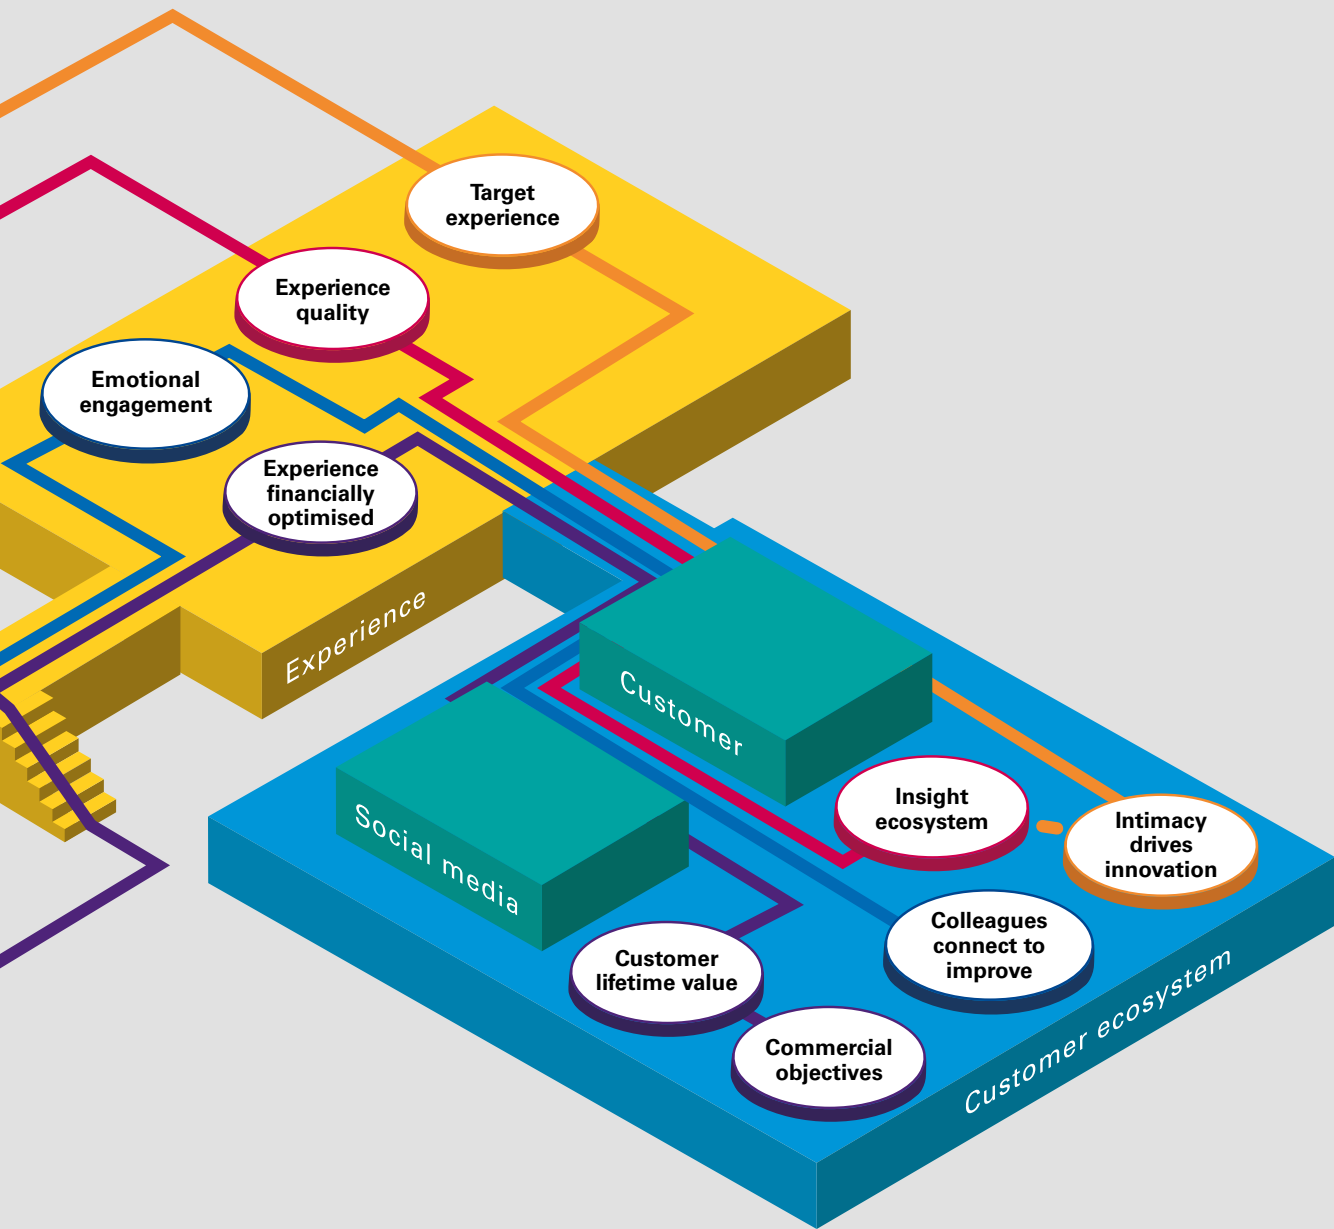 Target
experience
Experience
quality
Emotional
engagement
Experience
financially
optimised
Experience
Customer
Social media
Insight
ecosystem
Intimacy
drives
innovation
Colleagues
connect to
improve
Customer
lifetime value
Commercial
objectives
Customer ecosystem